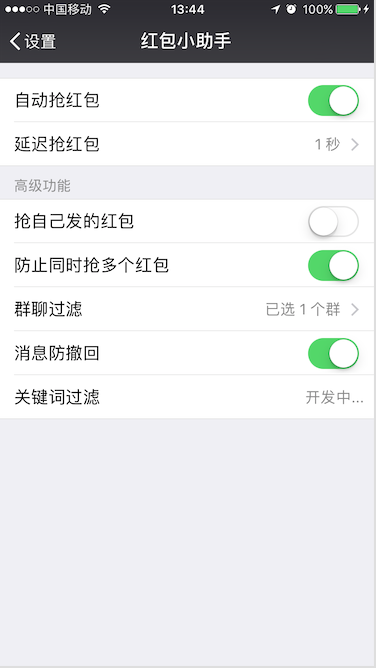 中国移动 13:44 100%
设置 红包小助手
自动抢红包
延迟抢红包 1 秒
高级功能
抢自己发的红包
防止同时抢多个红包
群聊过滤 已选 1 个群
消息防撤回
关键词过滤 开发中...